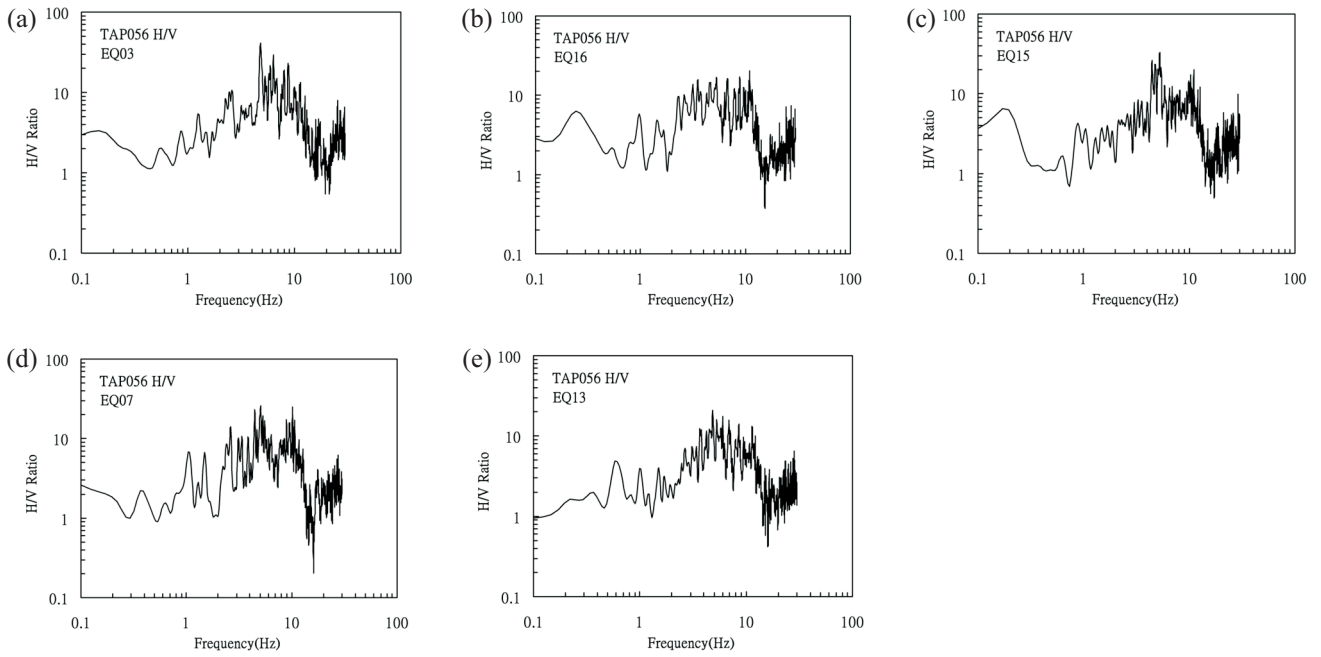 (a)
TAP056 H/V
EQ03
100
10
1
0.1
H/V Ratio
0.1 1 10 100
Frequency(Hz)
(b)
TAP056 H/V
EQ16
100
10
1
0.1
H/V Ratio
0.1 1 10 100
Frequency(Hz)
(c)
TAP056 H/V
EQ15
100
10
1
0.1
H/V Ratio
0.1 1 10 100
Frequency(Hz)
(d)
TAP056 H/V
EQ07
100
10
1
0.1
H/V Ratio
0.1 1 10 100
Frequency(Hz)
(e)
TAP056 H/V
EQ13
100
10
1
0.1
H/V Ratio
0.1 1 10 100
Frequency(Hz)